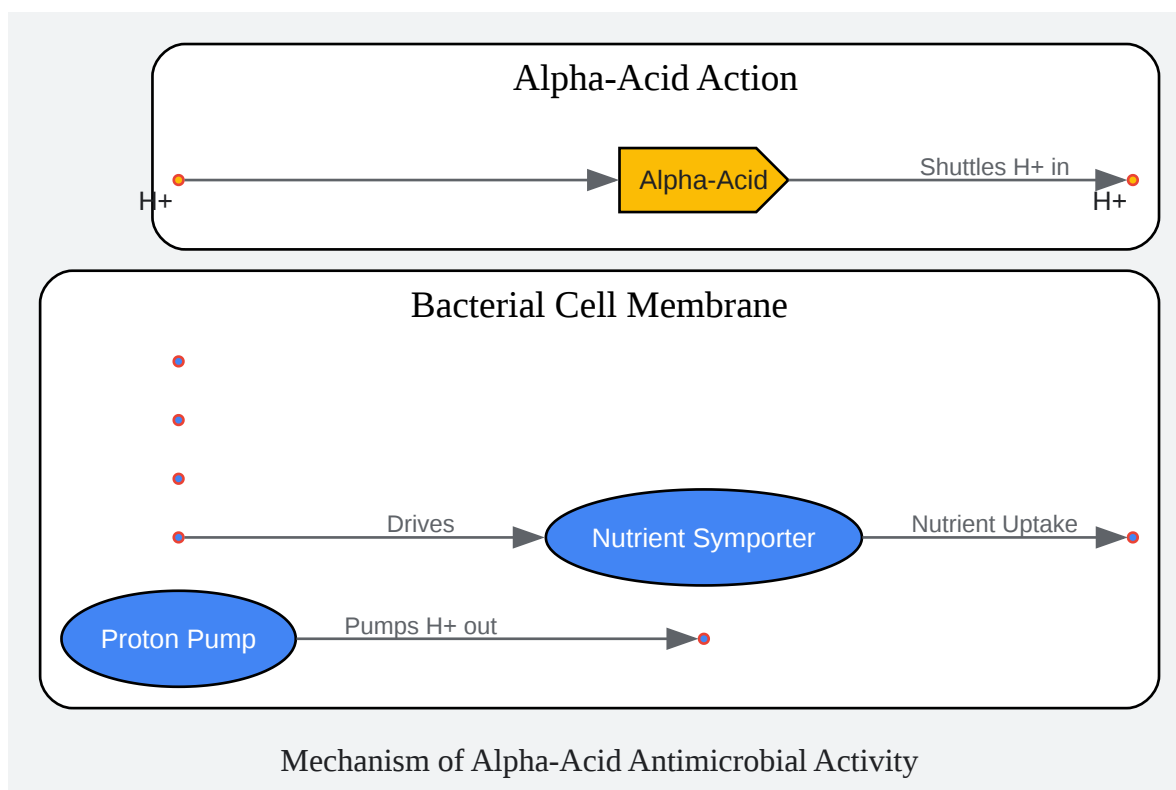 Alpha-Acid Action
Shuttles H+ in
Alpha-Acid
H+
H+
Bacterial Cell Membrane
Drives
Nutrient Symporter
Nutrient Uptake
Proton Pump
Pumps H+ out
Mechanism of Alpha-Acid Antimicrobial Activity